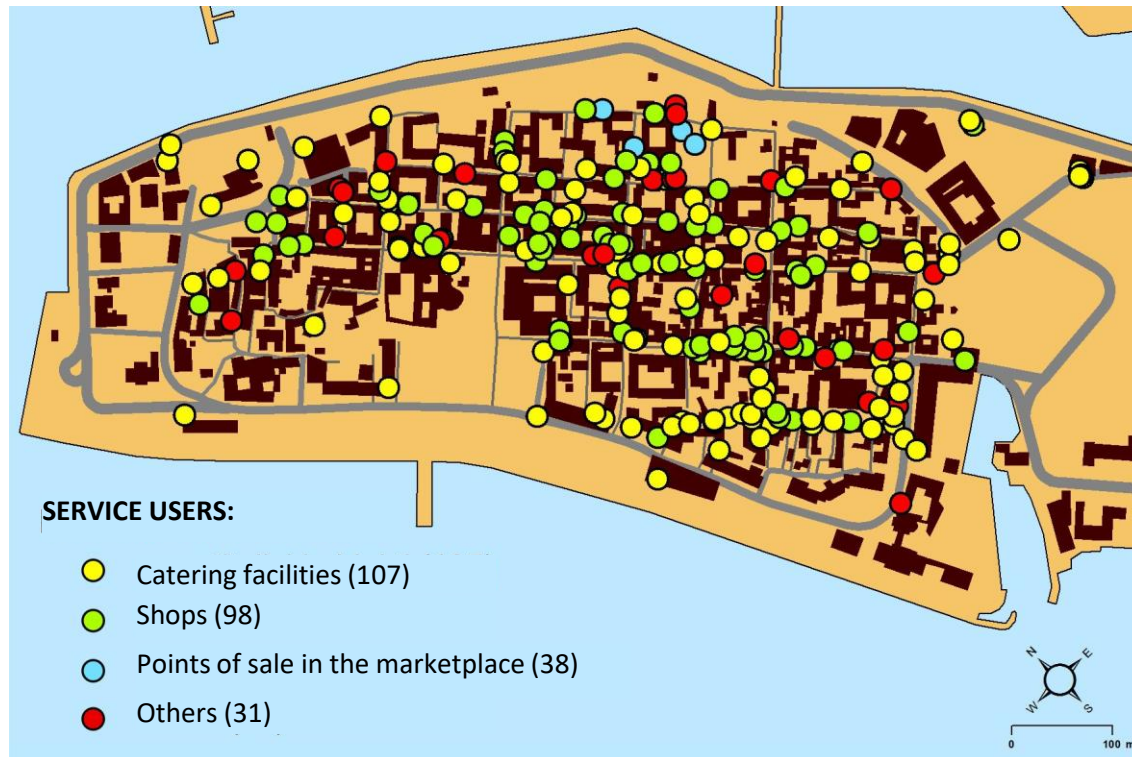 SERVICE USERS:
Catering facilities (107)
Shops (98)
Points of sale in the marketplace (38)
Others (31)
N E
W S
0 100 m